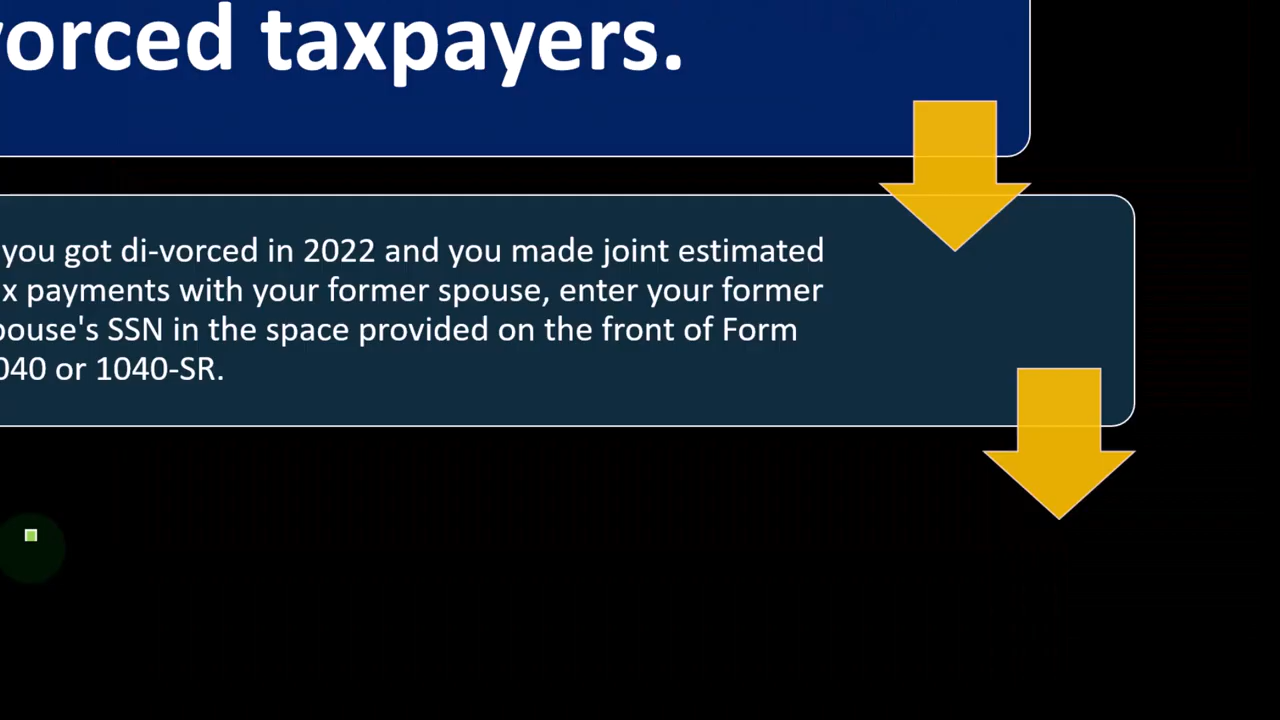 vorced taxpayers.
you got di-vorced in 2022 and you made joint estimated
x payments with your former spouse, enter your former
pouse's SSN in the space provided on the front of Form
040 or 1040-SR.